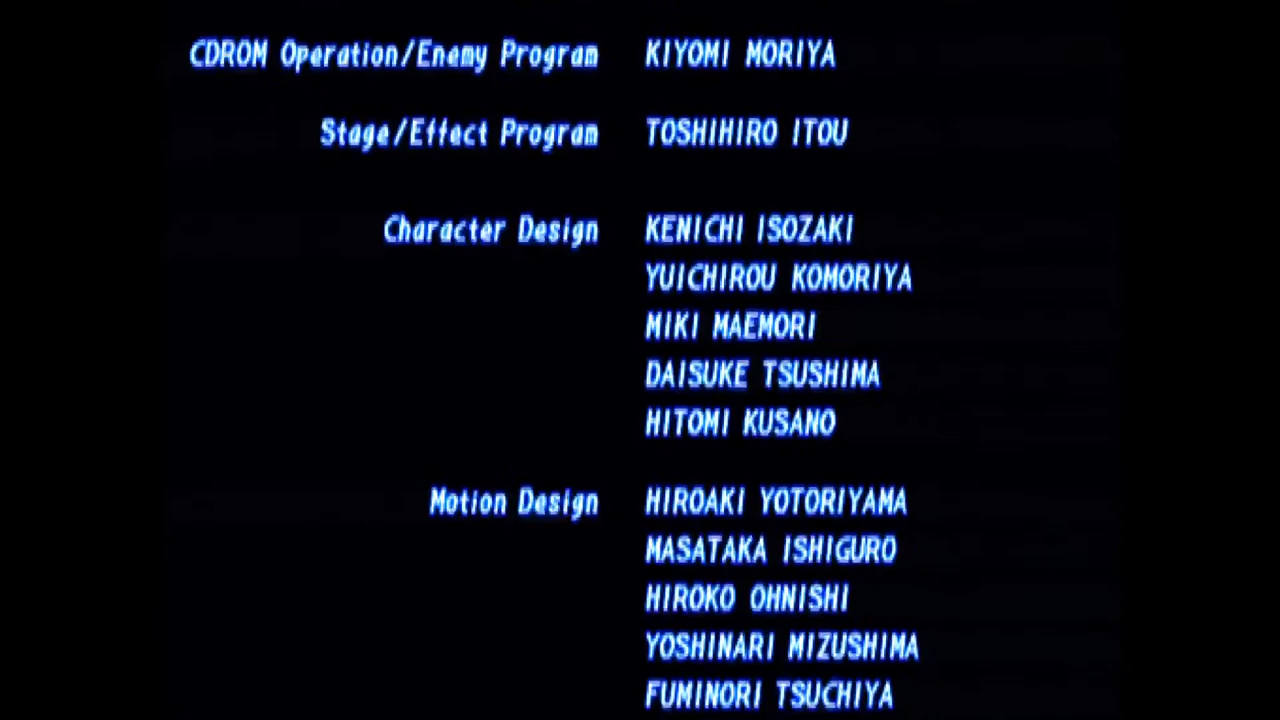 CDROM Operation/Enemy Program KIYOMI MORIYA
Stage/Effect Program TOSHIHIRO ITOU
Character Design KENICHI ISOZAKI
YUICHIROU KOMORIYA
MIKI MAEMORI
DAISUKE TSUSHIMA
HITOMI KUSANO
Motion Design HIROAKI YOTORIYAMA
MASATAKA ISHIGURO
HIROKO OHNISHI
YOSHINARI MIZUSHIMA
FUMINORI TSUCHIYA